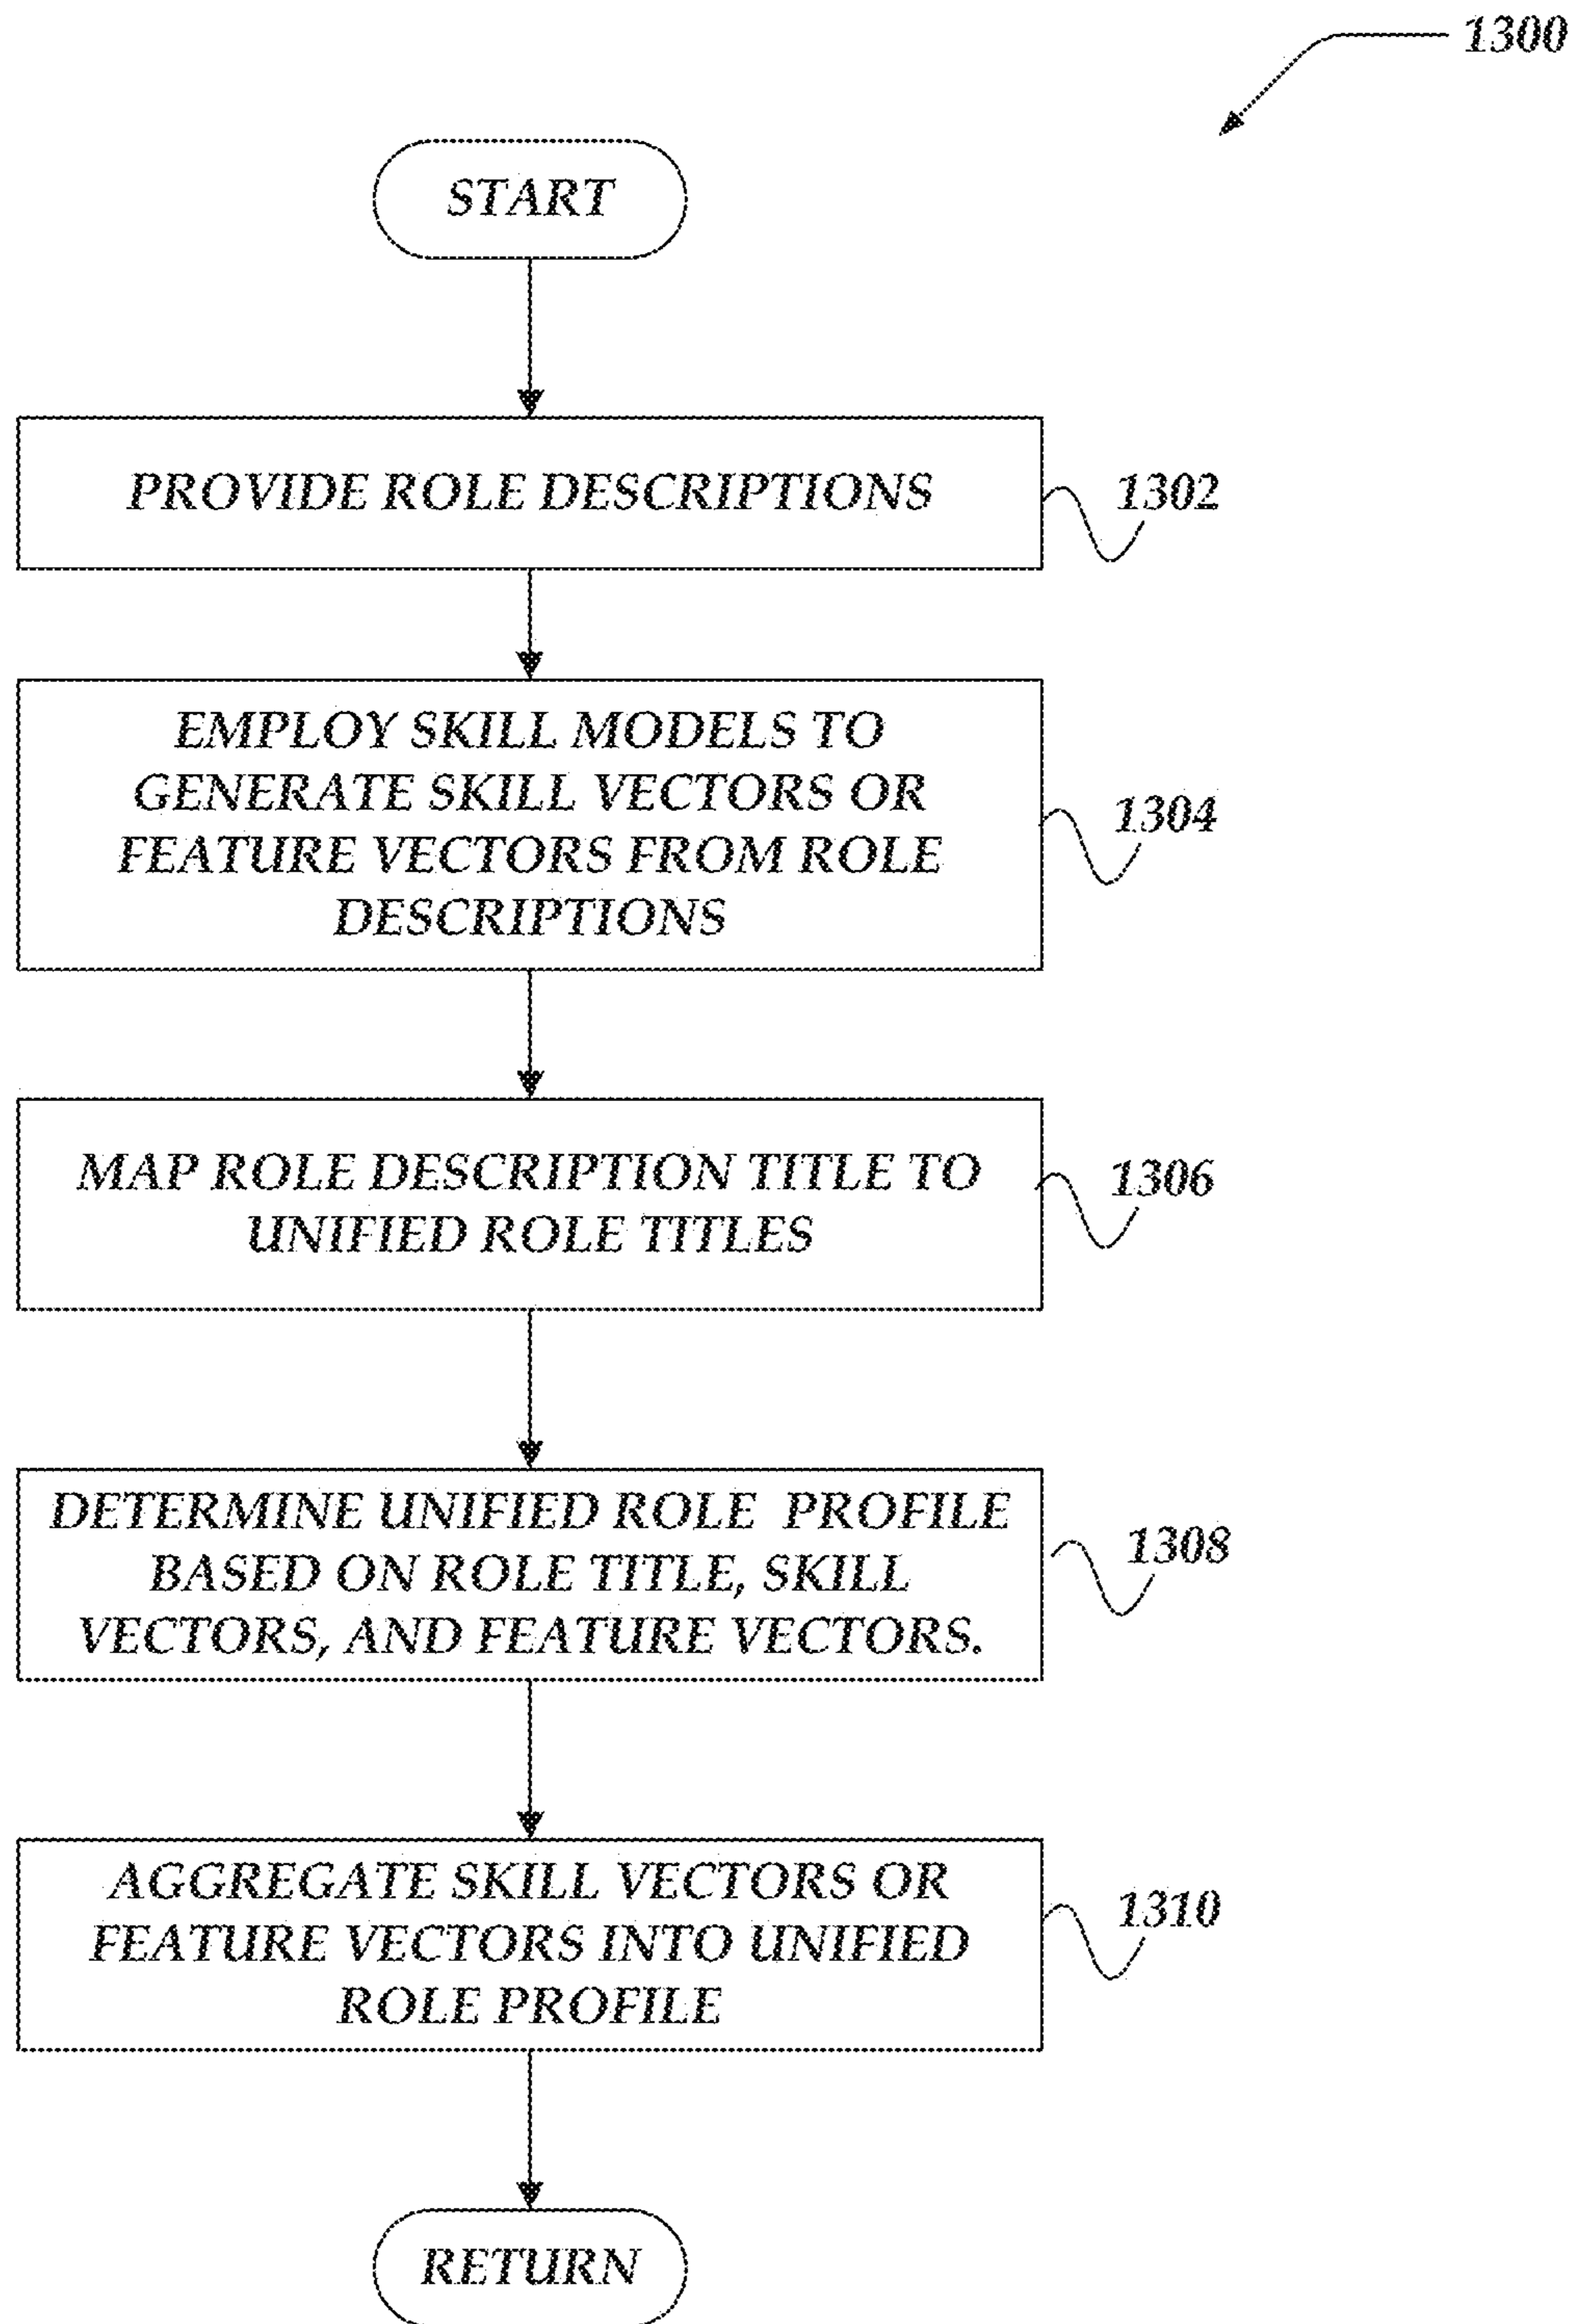 1300
START
PROVIDE ROLE DESCRIPTIONS
1302
EMPLOY SKILL MODELS TO
GENERATE SKILL VECTORS OR
FEATURE VECTORS FROM ROLE
DESCRIPTIONS
1304
MAP ROLE DESCRIPTION TITLE TO
UNIFIED ROLE TITLES
1306
DETERMINE UNIFIED ROLE PROFILE
BASED ON ROLE TITLE, SKILL
VECTORS, AND FEATURE VECTORS.
1308
AGGREGATE SKILL VECTORS OR
FEATURE VECTORS INTO UNIFIED
ROLE PROFILE
1310
RETURN